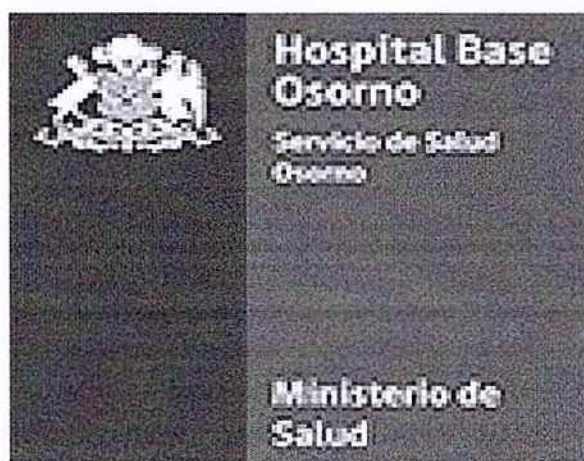 Hospital Base
Osorno
Servicio de Salud
Osorno
Ministerio de
Salud